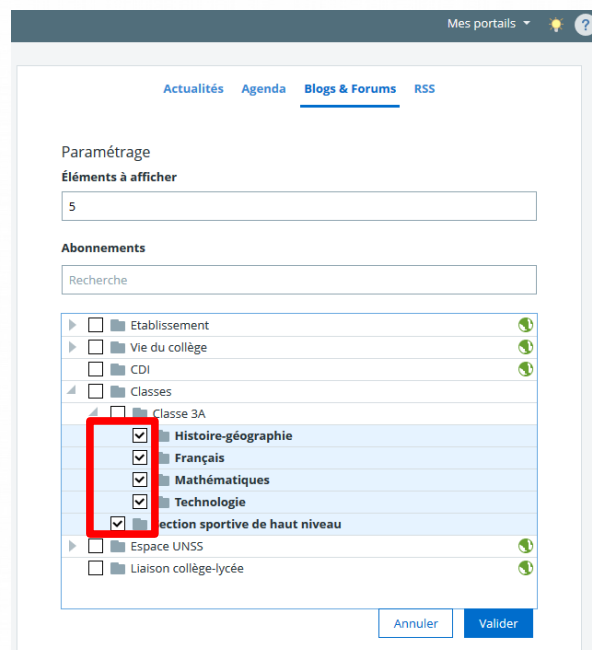 Mes portails ?
Actualités Agenda Blogs & Forums RSS
Paramétrage
Éléments à afficher
5
Abonnements
Recherche
Etablissement
Vie du collège
CDI
Classes
Classe 3A
Histoire-géographie
Français
Mathématiques
Technologie
ection sportive de haut niveau
Espace UNSS
Liaison collège-lycée
Annuler Valider